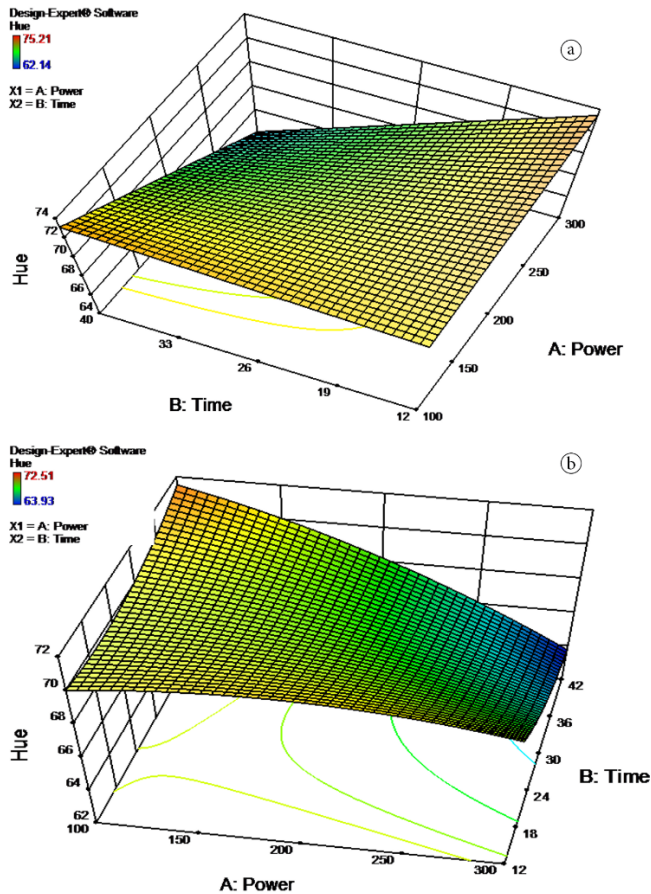 Design-Expert® Software
Hue
75.21
62.14
X1 = A: Power
X2 = B: Time
a
74
72
70
68
66
64
Hue
40
33
26
19
12
B: Time
100
150
200
250
300
A: Power
Design-Expert® Software
Hue
72.51
63.93
X1 = A: Power
X2 = B: Time
b
72
70
68
66
64
62
Hue
100
150
200
250
300
A: Power
12
18
24
30
36
42
B: Time